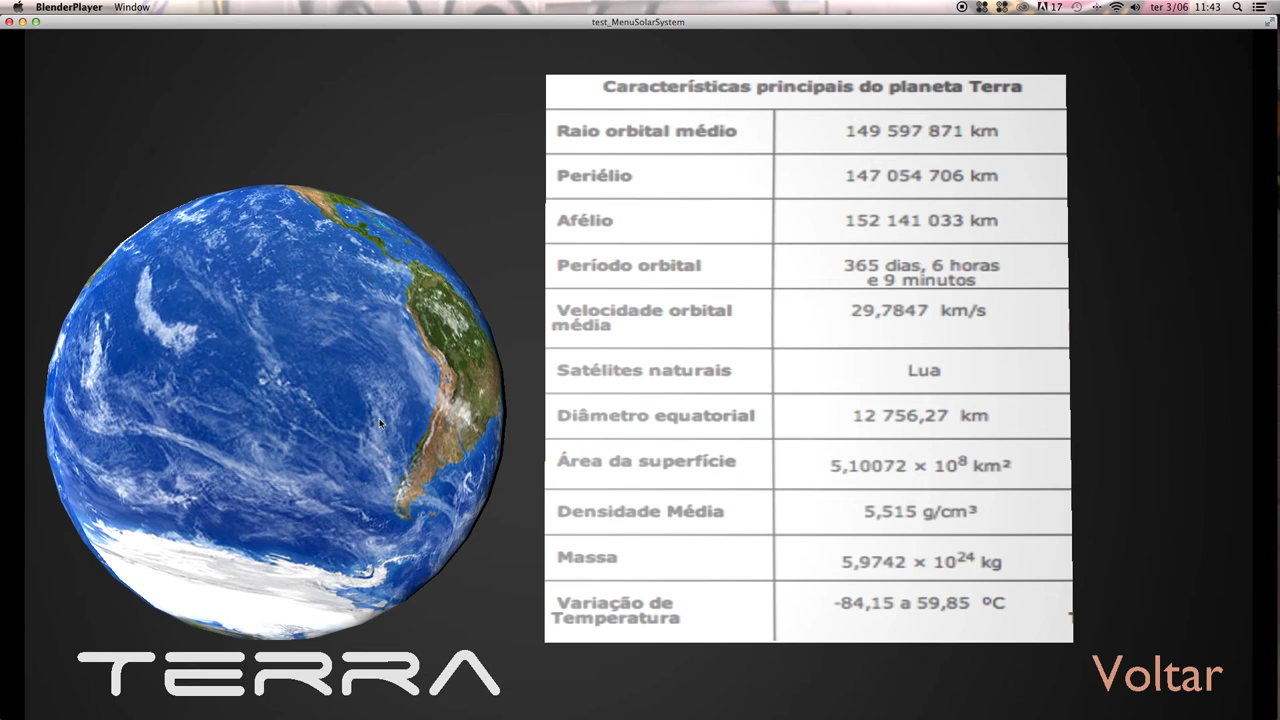 BlenderPlayer Window 17 ter 3/06 11:43
test_MenuSolarSystem
Características principais do planeta Terra
Raio orbital médio 149 597 871 km
Periélio 147 054 706 km
Afélio 152 141 033 km
Período orbital 365 dias, 6 horas
e 9 minutos
Velocidade orbital 29,7847 km/s
média
Satélites naturais Lua
Diâmetro equatorial 12 756,27 km
Área da superfície 5,10072 × 10⁸ km²
Densidade Média 5,515 g/cm³
Massa 5,9742 × 10²⁴ kg
Variação de -84,15 a 59,85 ºC
Temperatura
TERRA
Voltar